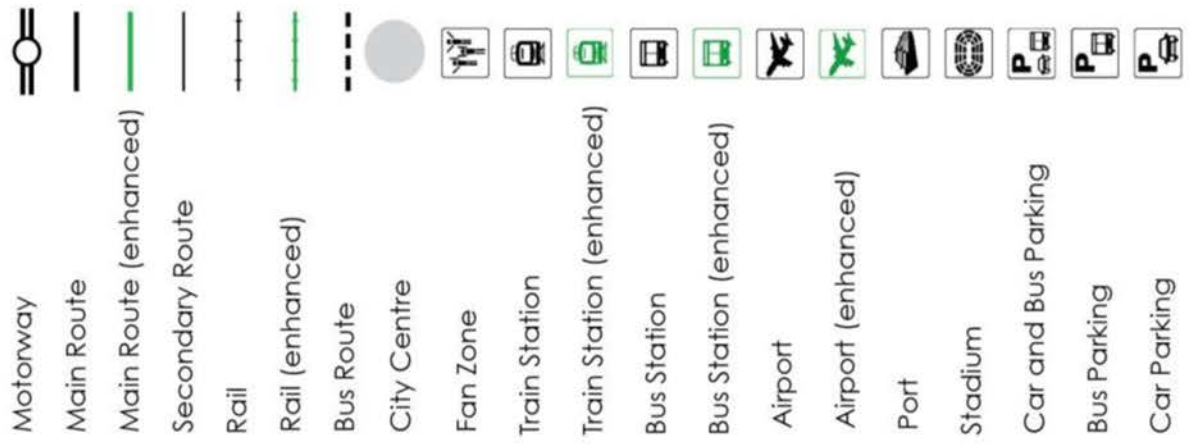 Motorway
Main Route
Main Route (enhanced)
Secondary Route
Rail
Rail (enhanced)
Bus Route
City Centre
Fan Zone
Train Station
Train Station (enhanced)
Bus Station
Bus Station (enhanced)
Airport
Airport (enhanced)
Port
Stadium
P
Car and Bus Parking
P
Bus Parking
P
Car Parking